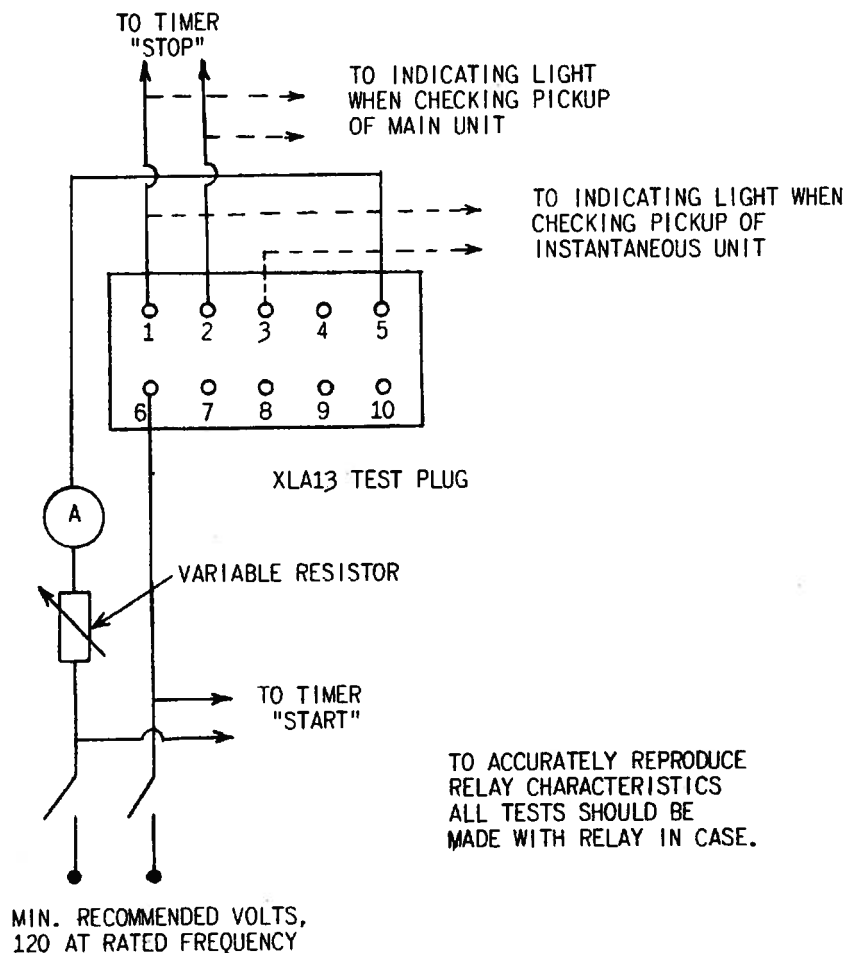 TO TIMER
"STOP"
TO INDICATING LIGHT
WHEN CHECKING PICKUP
OF MAIN UNIT
TO INDICATING LIGHT WHEN
CHECKING PICKUP OF
INSTANTANEOUS UNIT
1 2 3 4 5
6 7 8 9 10
XLA13 TEST PLUG
A
VARIABLE RESISTOR
TO TIMER
"START"
TO ACCURATELY REPRODUCE
RELAY CHARACTERISTICS
ALL TESTS SHOULD BE
MADE WITH RELAY IN CASE.
MIN. RECOMMENDED VOLTS,
120 AT RATED FREQUENCY